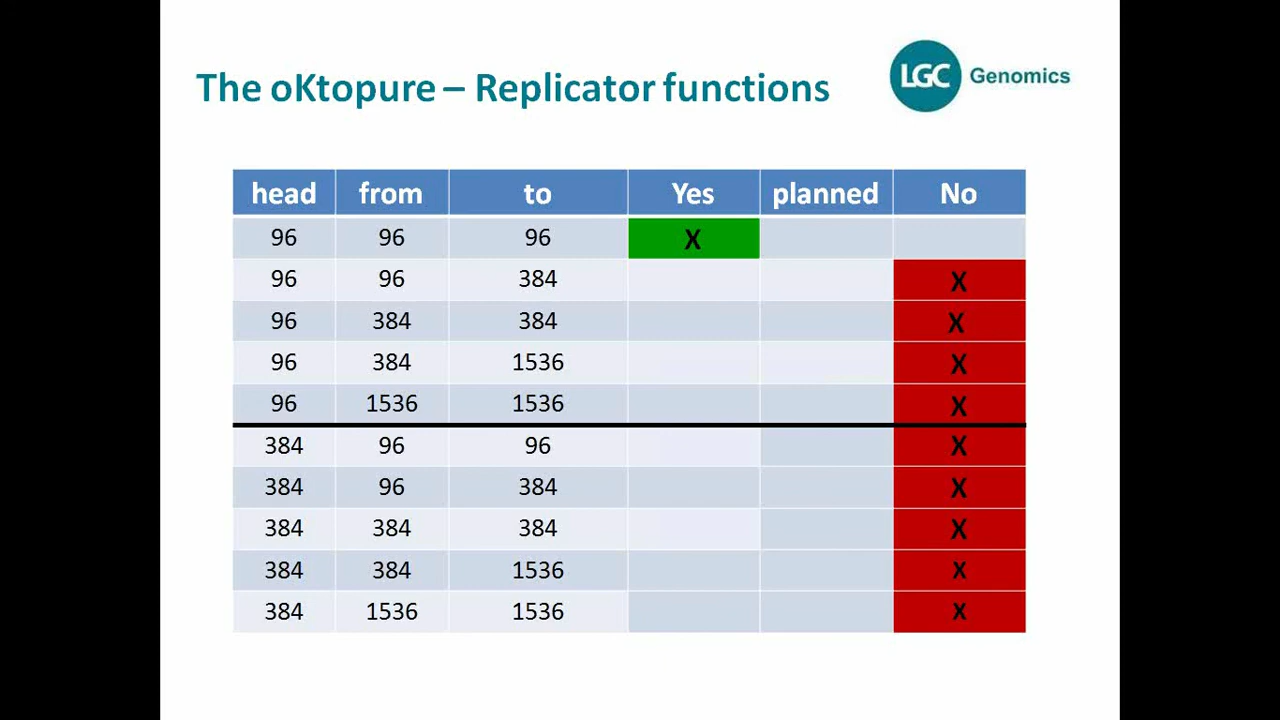 The oKtopure – Replicator functions
LGC Genomics
head from to Yes planned No
96 96 96 X
96 96 384 X
96 384 384 X
96 384 1536 X
96 1536 1536 X
384 96 96 X
384 96 384 X
384 384 384 X
384 384 1536 X
384 1536 1536 X